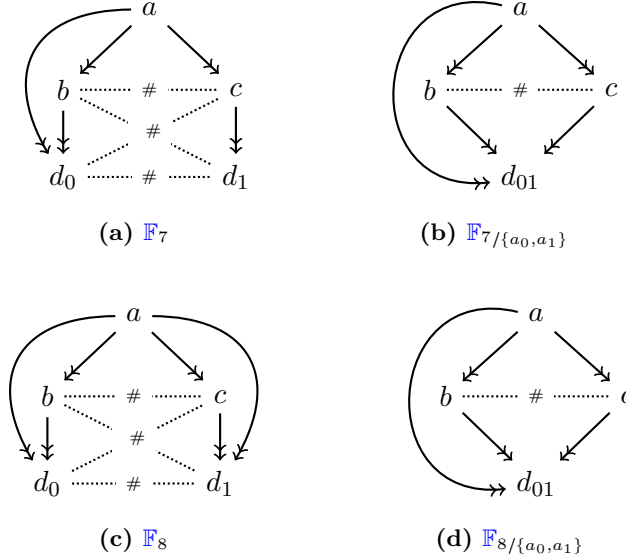 a a
b # c b # c
#
d₀ # d₁ d₀₁
(a) 𝔽₇ (b) 𝔽₇/{a₀,a₁}
a a
b # c b #
#
d₀ # d₁ d₀₁
(c) 𝔽₈ (d) 𝔽₈/{a₀,a₁}